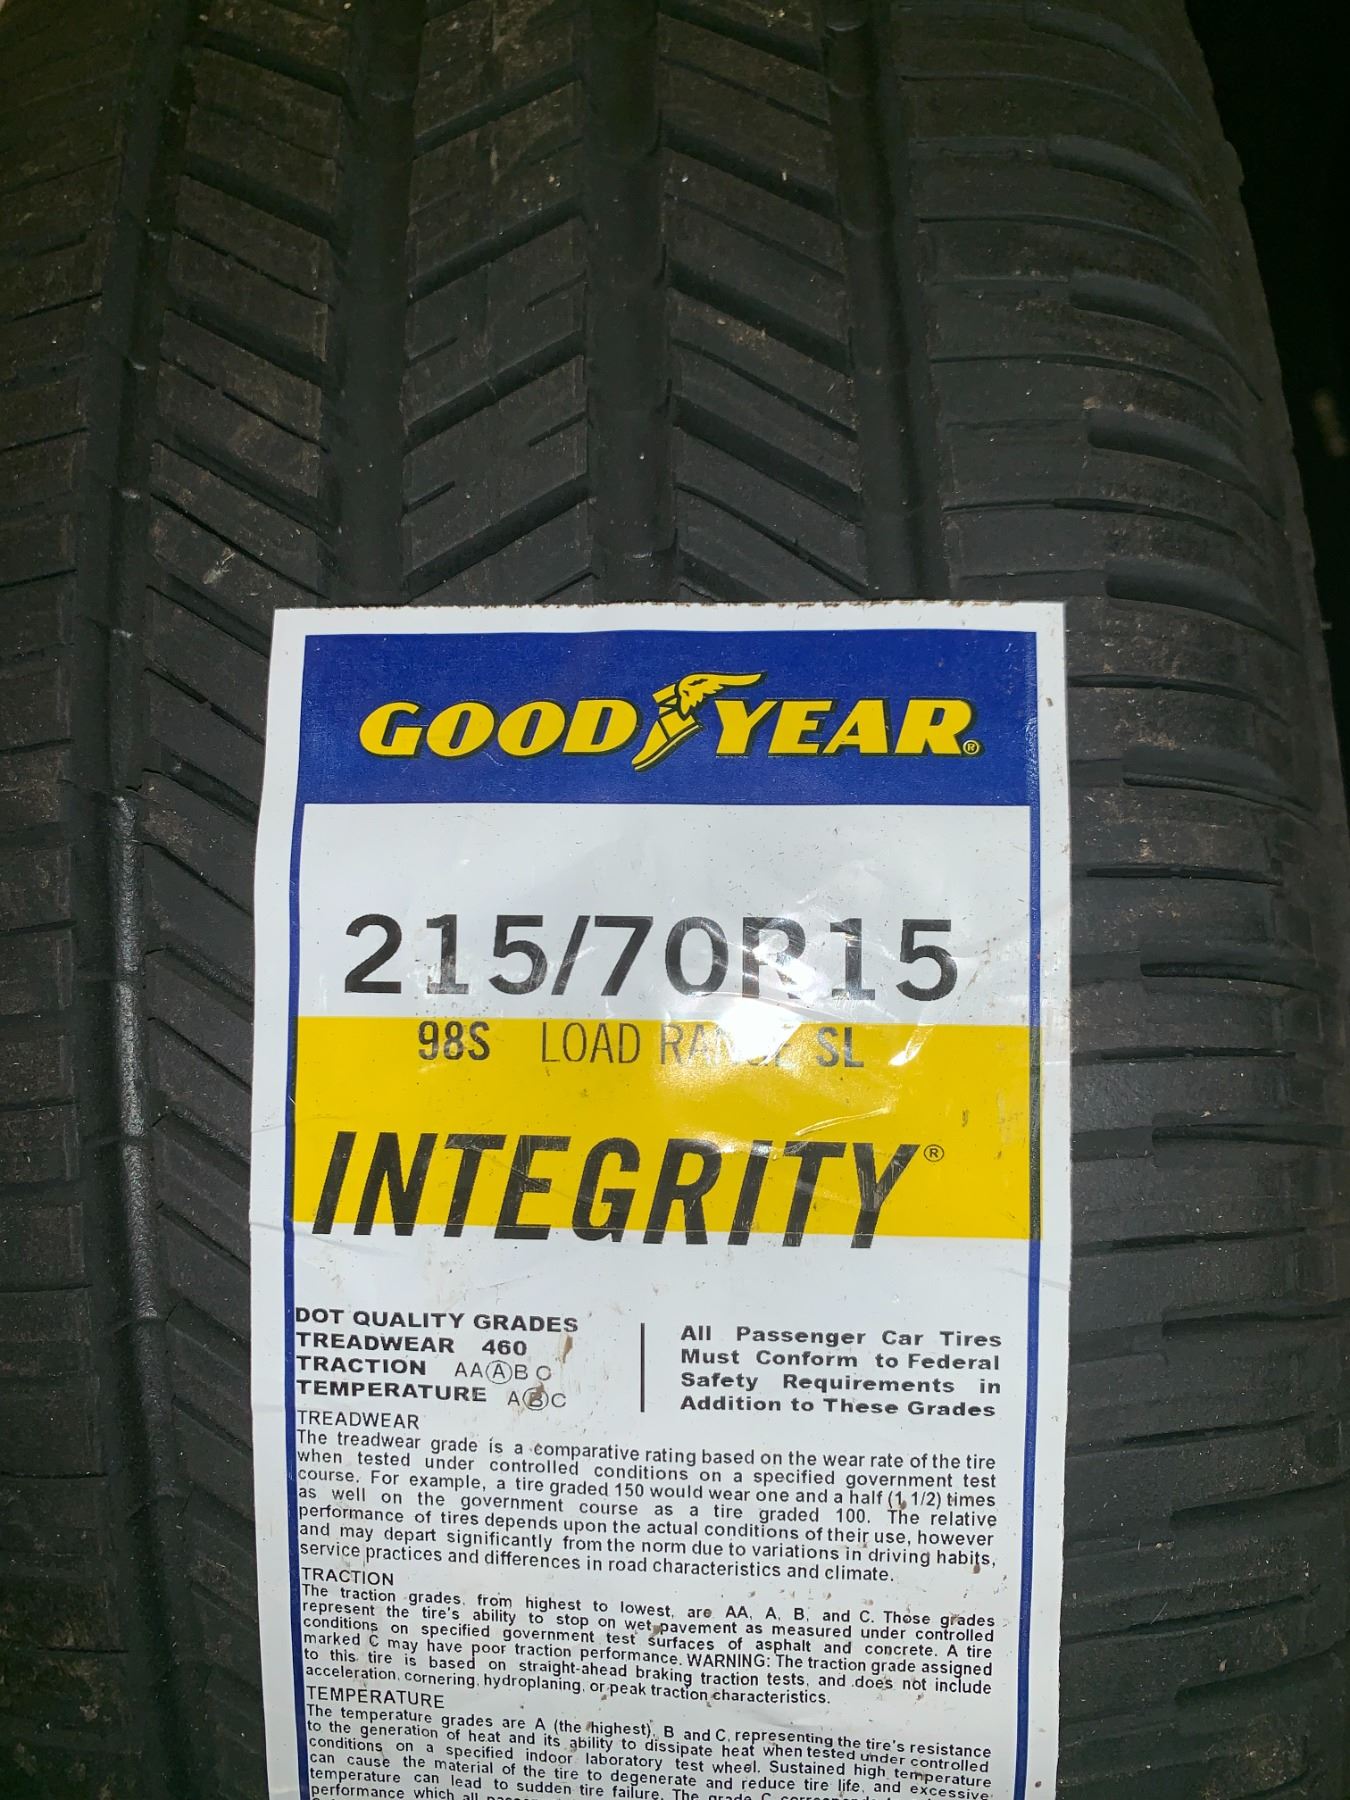 GOODYEAR®
215/70R15
98S LOAD RANGE SL
INTEGRITY®
DOT QUALITY GRADES
TREADWEAR 460
TRACTION AA A B C
TEMPERATURE A B C
All Passenger Car Tires
Must Conform to Federal
Safety Requirements in
Addition to These Grades
TREADWEAR
The treadwear grade is a comparative rating based on the wear rate of the tire
when tested under controlled conditions on a specified government test
course. For example, a tire graded 150 would wear one and a half (1 1/2) times
as well on the government course as a tire graded 100. The relative
performance of tires depends upon the actual conditions of their use, however
and may depart significantly from the norm due to variations in driving habits,
service practices and differences in road characteristics and climate.
TRACTION
The traction grades, from highest to lowest, are AA, A, B, and C. Those grades
represent the tire's ability to stop on wet pavement as measured under controlled
conditions on specified government test surfaces of asphalt and concrete. A tire
marked C may have poor traction performance. WARNING: The traction grade assigned
to this tire is based on straight-ahead braking traction tests, and does not include
acceleration, cornering, hydroplaning, or peak traction characteristics.
TEMPERATURE
The temperature grades are A (the highest), B and C, representing the tire's resistance
to the generation of heat and its ability to dissipate heat when tested under controlled
conditions on a specified indoor laboratory test wheel. Sustained high temperature
can cause the material of the tire to degenerate and reduce tire life, and excessive
temperature can lead to sudden tire failure. The grade C
performance which all